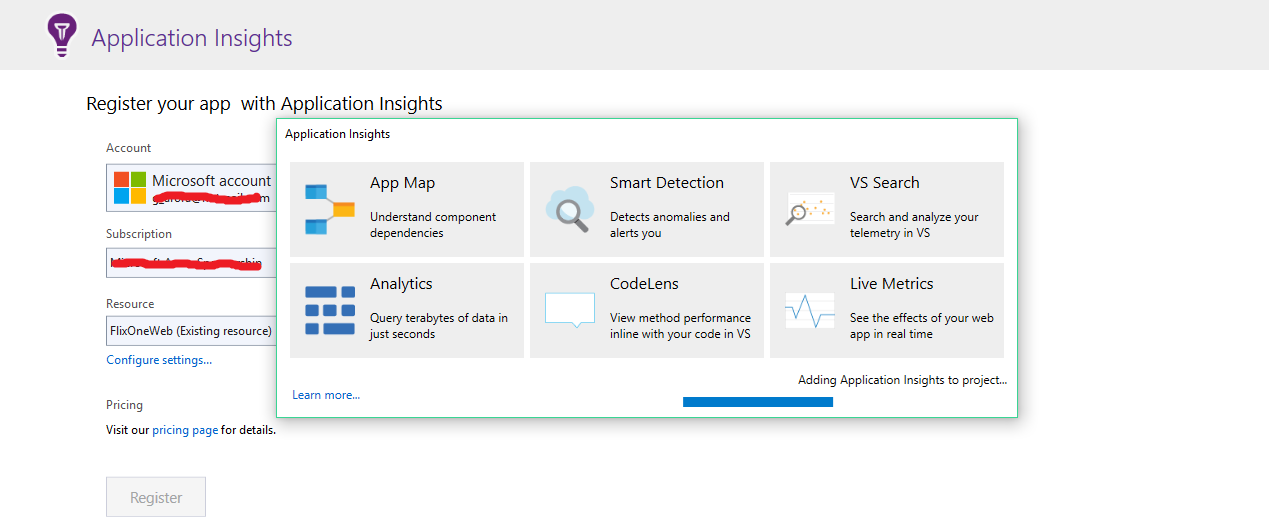 Application Insights
Register your app with Application Insights
Account
Microsoft account
Subscription
Resource
FlixOneWeb (Existing resource)
Configure settings...
Pricing
Visit our pricing page for details.
Register
Application Insights
App Map
Understand component
dependencies
Smart Detection
Detects anomalies and
alerts you
VS Search
Search and analyze your
telemetry in VS
Analytics
Query terabytes of data in
just seconds
CodeLens
View method performance
inline with your code in VS
Live Metrics
See the effects of your web
app in real time
Learn more...
Adding Application Insights to project...